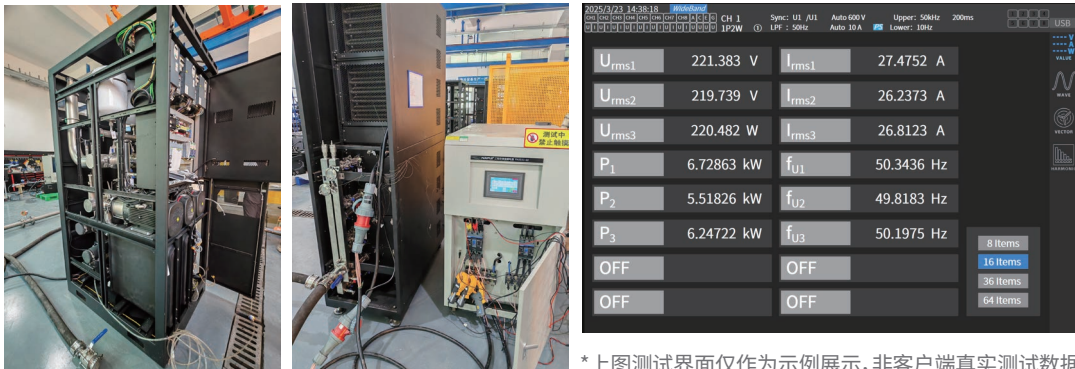 测试中
禁止触摸
2025/3/23 14:38:18 WideBand
CH 1 Sync: U1 /U1 Auto 600 V Upper: 50kHz 200ms
1P2W LPF : 50Hz Auto 10 A Lower: 10Hz
USB
VALUE
WAVE
VECTOR
HARMONIC
Urms1 221.383 V Irms1 27.4752 A
Urms2 219.739 V Irms2 26.2373 A
Urms3 220.482 W Irms3 26.8123 A
P1 6.72863 kW fU1 50.3436 Hz
P2 5.51826 kW fU2 49.8183 Hz
P3 6.24722 kW fU3 50.1975 Hz
OFF OFF
OFF OFF
8 Items
16 Items
36 Items
64 Items
*上图测试界面仅作为示例展示，非客户端真实测试数据